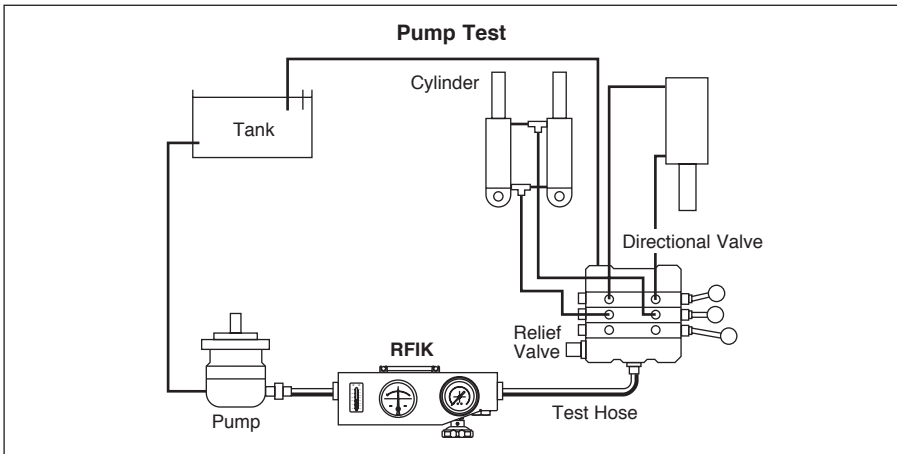 Pump Test
Cylinder
Tank
Directional Valve
Relief
Valve
RFIK
Test Hose
Pump